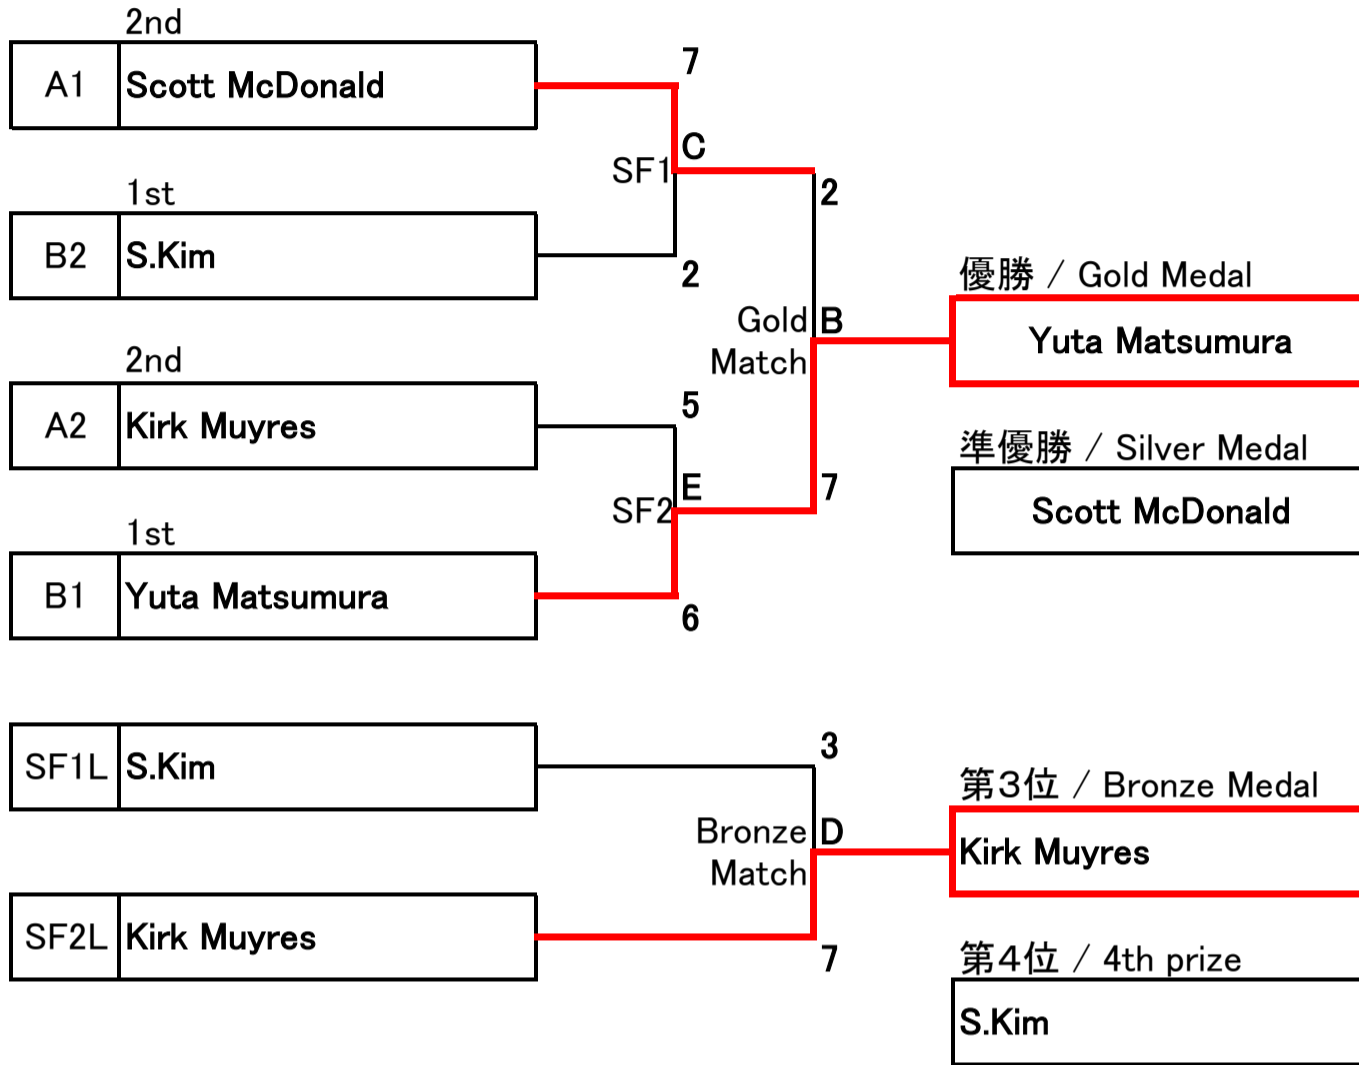 2nd
A1 Scott McDonald
7
SF1 C
1st
B2 S.Kim
2
2
2nd
A2 Kirk Muyres
5
SF2 E
1st
B1 Yuta Matsumura
6
7
Gold B
Match
優勝 / Gold Medal
Yuta Matsumura
準優勝 / Silver Medal
Scott McDonald
SF1L S.Kim
3
SF2L Kirk Muyres
7
Bronze D
Match
第3位 / Bronze Medal
Kirk Muyres
第4位 / 4th prize
S.Kim